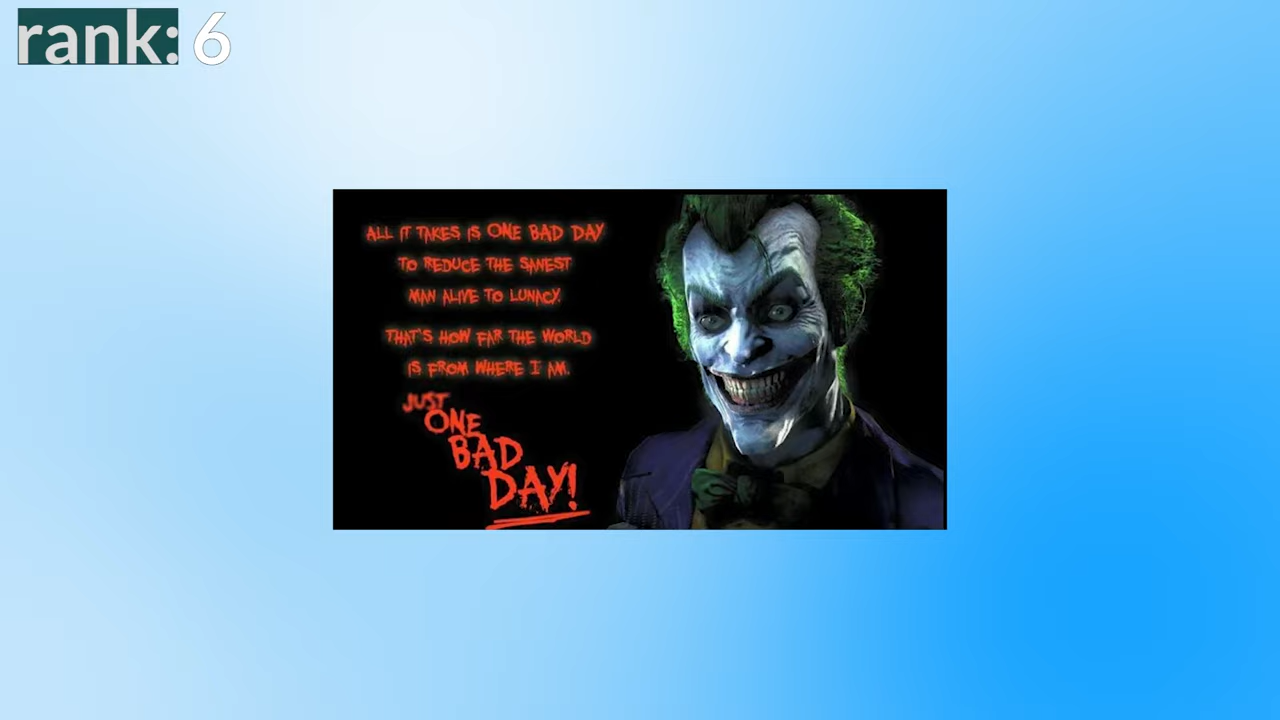 rank: 6
ALL IT TAKES IS ONE BAD DAY
TO REDUCE THE SANEST
MAN ALIVE TO LUNACY.
THAT'S HOW FAR THE WORLD
IS FROM WHERE I AM.
JUST
ONE
BAD
DAY!